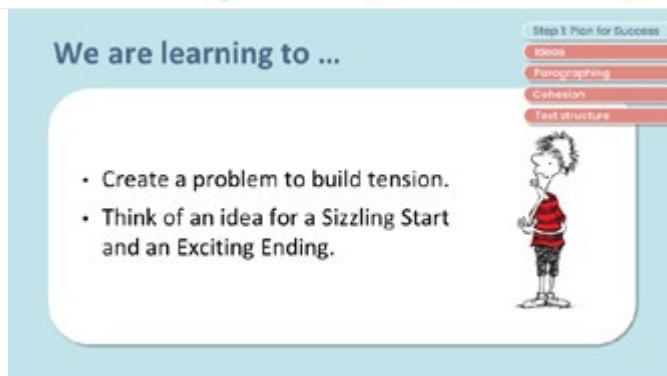 Step 1: Plan for Success
We are learning to ...
Ideas
Paragraphing
Cohesion
Text structure
• Create a problem to build tension.
• Think of an idea for a Sizzling Start
and an Exciting Ending.